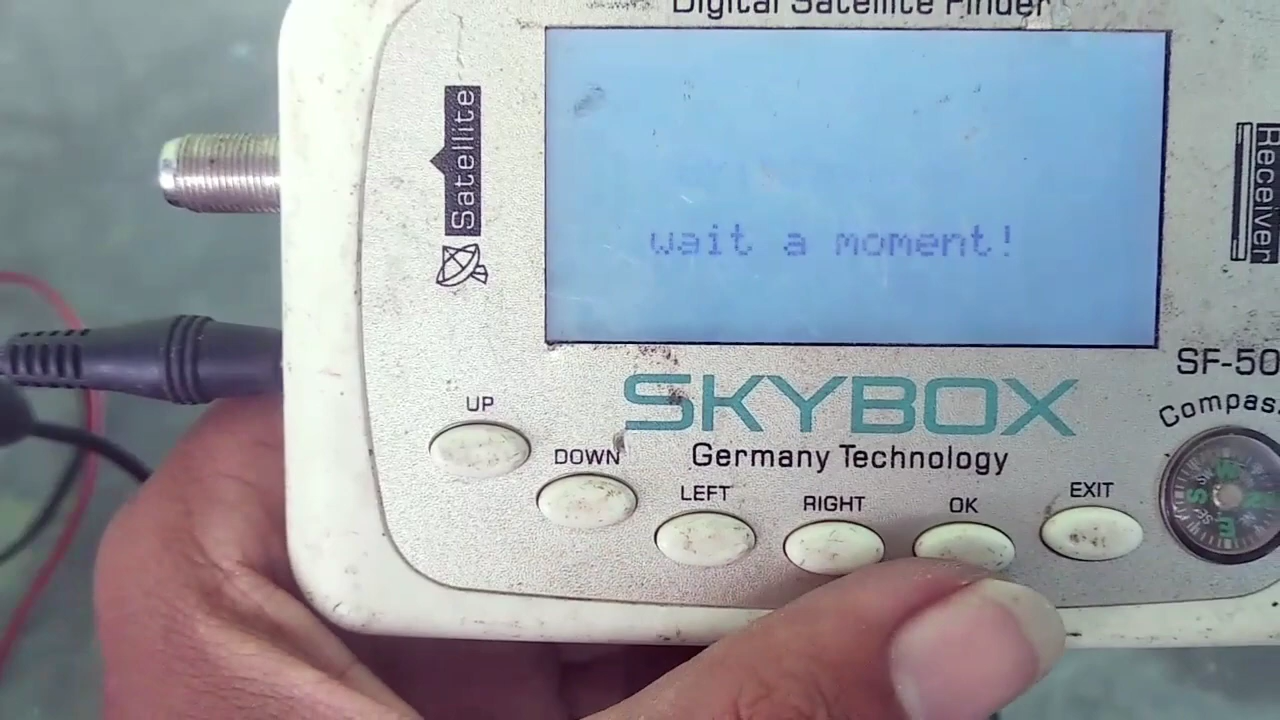 Digital Satellite Finder
Satellite
Receiver
wait a moment!
SF-50
SKYBOX
Compas
Germany Technology
UP
DOWN
LEFT
RIGHT
OK
EXIT
S
E